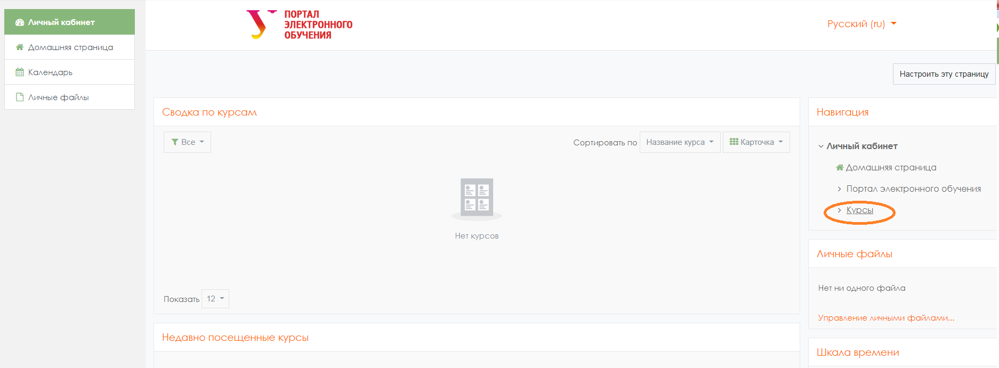 Личный кабинет
Домашняя страница
Календарь
Личные файлы
У ПОРТАЛ
ЭЛЕКТРОННОГО
ОБУЧЕНИЯ
Русский (ru)
Настроить эту страницу
Сводка по курсам
Все
Сортировать по Название курса Карточка
Нет курсов
Показать 12
Недавно посещенные курсы
Навигация
Личный кабинет
Домашняя страница
Портал электронного обучения
Курсы
Личные файлы
Нет ни одного файла
Управление личными файлами...
Шкала времени